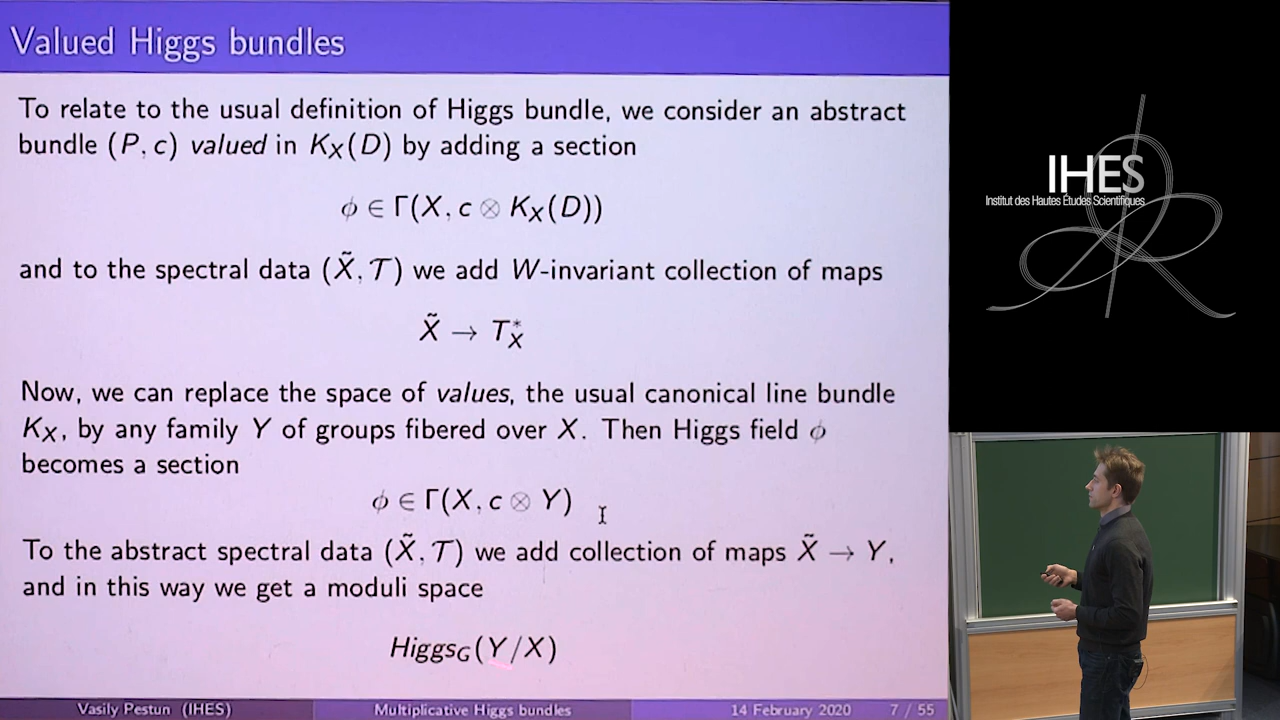 Valued Higgs bundles
To relate to the usual definition of Higgs bundle, we consider an abstract
bundle (P, c) valued in K_X(D) by adding a section
ϕ ∈ Γ(X, c ⊗ K_X(D))
and to the spectral data (X̃, 𝒯) we add W-invariant collection of maps
X̃ → T*_X
Now, we can replace the space of values, the usual canonical line bundle
K_X, by any family Y of groups fibered over X. Then Higgs field ϕ
becomes a section
ϕ ∈ Γ(X, c ⊗ Y)
To the abstract spectral data (X̃, 𝒯) we add collection of maps X̃ → Y,
and in this way we get a moduli space
Higgs_G(Y/X)
Vasily Pestun (IHES) Multiplicative Higgs bundles 14 February 2020 7 / 55
IHES
Institut des Hautes Études Scientifiques